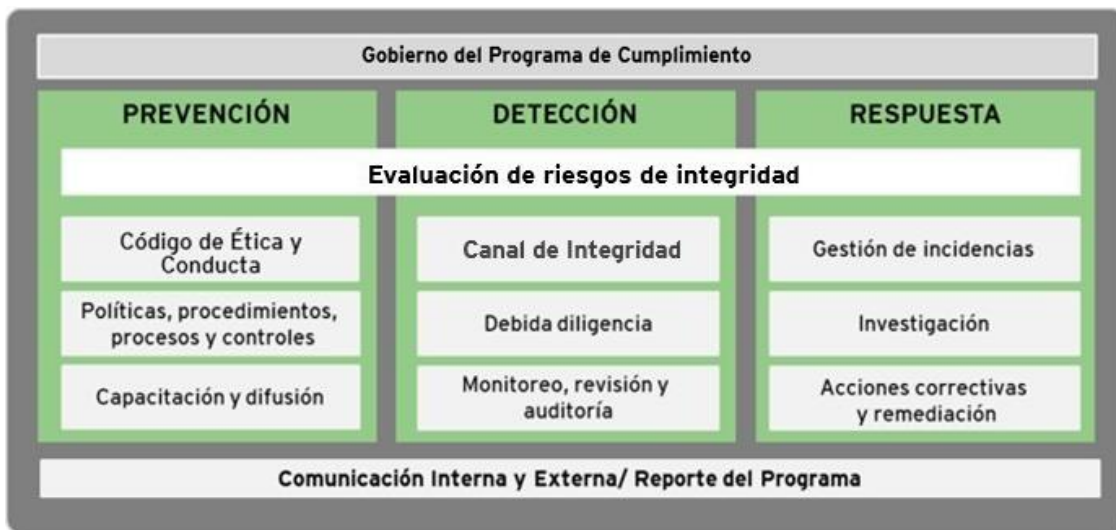 Gobierno del Programa de Cumplimiento
PREVENCIÓN
DETECCIÓN
RESPUESTA
Evaluación de riesgos de integridad
Código de Ética y
Conducta
Canal de Integridad
Gestión de incidencias
Políticas, procedimientos,
procesos y controles
Debida diligencia
Investigación
Capacitación y difusión
Monitoreo, revisión y
auditoría
Acciones correctivas
y remediación
Comunicación Interna y Externa/ Reporte del Programa